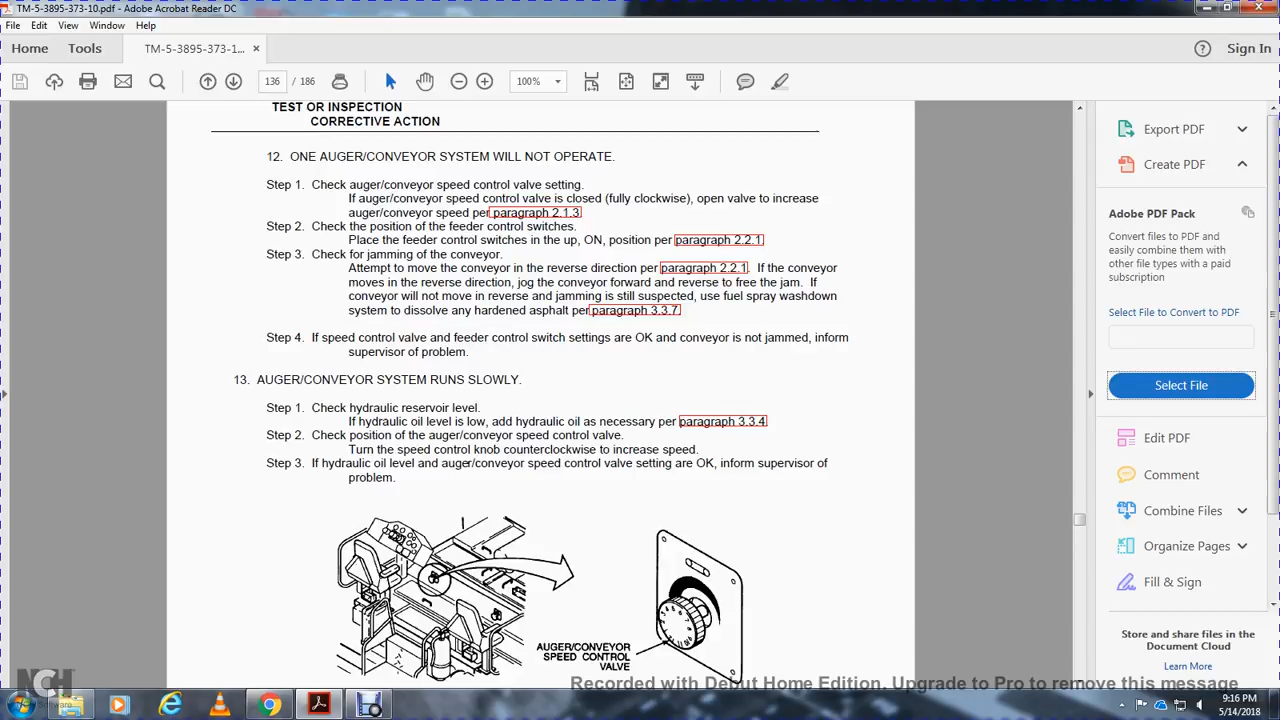 TM-5-3895-373-10.pdf - Adobe Acrobat Reader DC
File Edit View Window Help
Home Tools TM-5-3895-373-1... × Sign In
136 / 186 100%
TEST OR INSPECTION
CORRECTIVE ACTION
12. ONE AUGER/CONVEYOR SYSTEM WILL NOT OPERATE.
Step 1. Check auger/conveyor speed control valve setting.
If auger/conveyor speed control valve is closed (fully clockwise), open valve to increase
auger/conveyor speed per paragraph 2.1.3
Step 2. Check the position of the feeder control switches.
Place the feeder control switches in the up, ON, position per paragraph 2.2.1
Step 3. Check for jamming of the conveyor.
Attempt to move the conveyor in the reverse direction per paragraph 2.2.1. If the conveyor
moves in the reverse direction, jog the conveyor forward and reverse to free the jam. If
conveyor will not move in reverse and jamming is still suspected, use fuel spray washdown
system to dissolve any hardened asphalt per paragraph 3.3.7
Step 4. If speed control valve and feeder control switch settings are OK and conveyor is not jammed, inform
supervisor of problem.
13. AUGER/CONVEYOR SYSTEM RUNS SLOWLY.
Step 1. Check hydraulic reservoir level.
If hydraulic oil level is low, add hydraulic oil as necessary per paragraph 3.3.4
Step 2. Check position of the auger/conveyor speed control valve.
Turn the speed control knob counterclockwise to increase speed.
Step 3. If hydraulic oil level and auger/conveyor speed control valve setting are OK, inform supervisor of
problem.
AUGER/CONVEYOR
SPEED CONTROL
VALVE
Export PDF
Create PDF
Adobe PDF Pack
Convert files to PDF and
easily combine them with
other file types with a paid
subscription
Select File to Convert to PDF
Select File
Edit PDF
Comment
Combine Files
Organize Pages
Fill & Sign
Store and share files in the
Document Cloud
Learn More
NCH
Software
Recorded with Debut Home Edition. Upgrade to Pro to remove this message
9:16 PM
5/14/2018